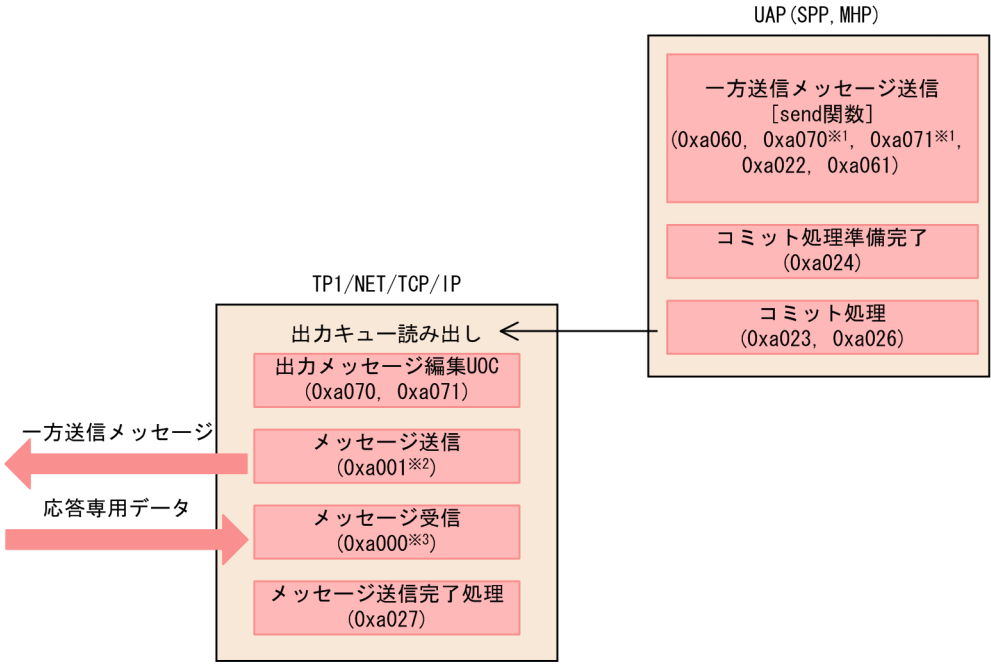 UAP(SPP,MHP)
一方送信メッセージ送信
[send関数]
(0xa060, 0xa070※1, 0xa071※1,
0xa022, 0xa061)
コミット処理準備完了
(0xa024)
コミット処理
(0xa023, 0xa026)
TP1/NET/TCP/IP
出力キュー読み出し
出力メッセージ編集UOC
(0xa070, 0xa071)
一方送信メッセージ
メッセージ送信
(0xa001※2)
応答専用データ
メッセージ受信
(0xa000※3)
メッセージ送信完了処理
(0xa027)